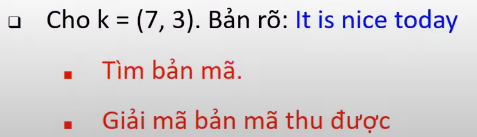 Cho k = (7, 3). Bản rõ: It is nice today
Tìm bản mã.
Giải mã bản mã thu được